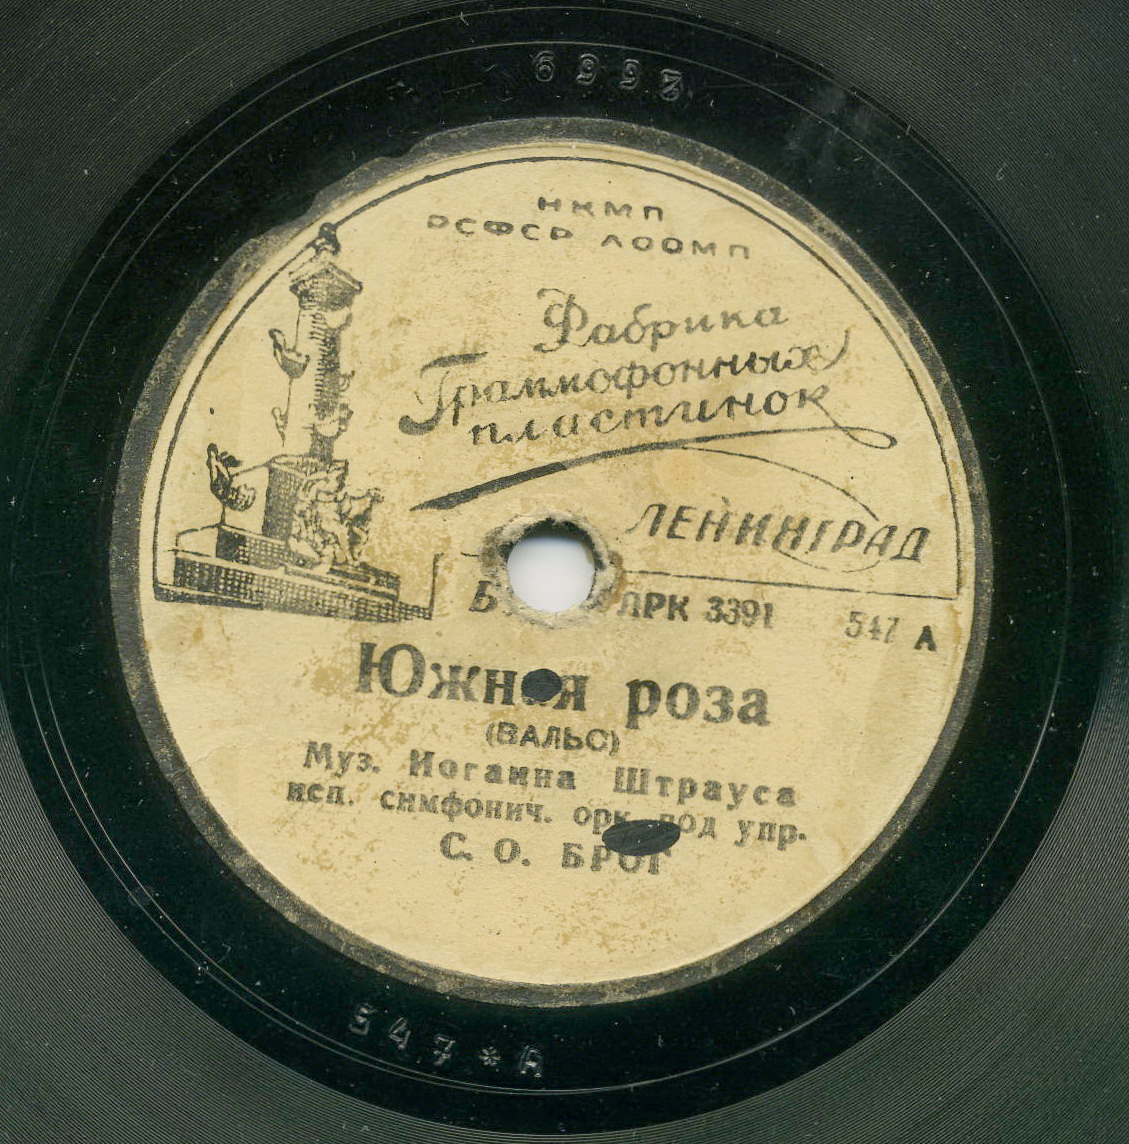 НКМП
РСФСР ЛООМП
Фабрика
Граммофонных
пластинок
ЛЕНИНГРАД
ЛРК 3391 547 А
Южная роза
(ВАЛЬС)
Муз. Иоганна Штрауса
исп. симфонич. орк. под упр.
С. О. БРОГ
547*А